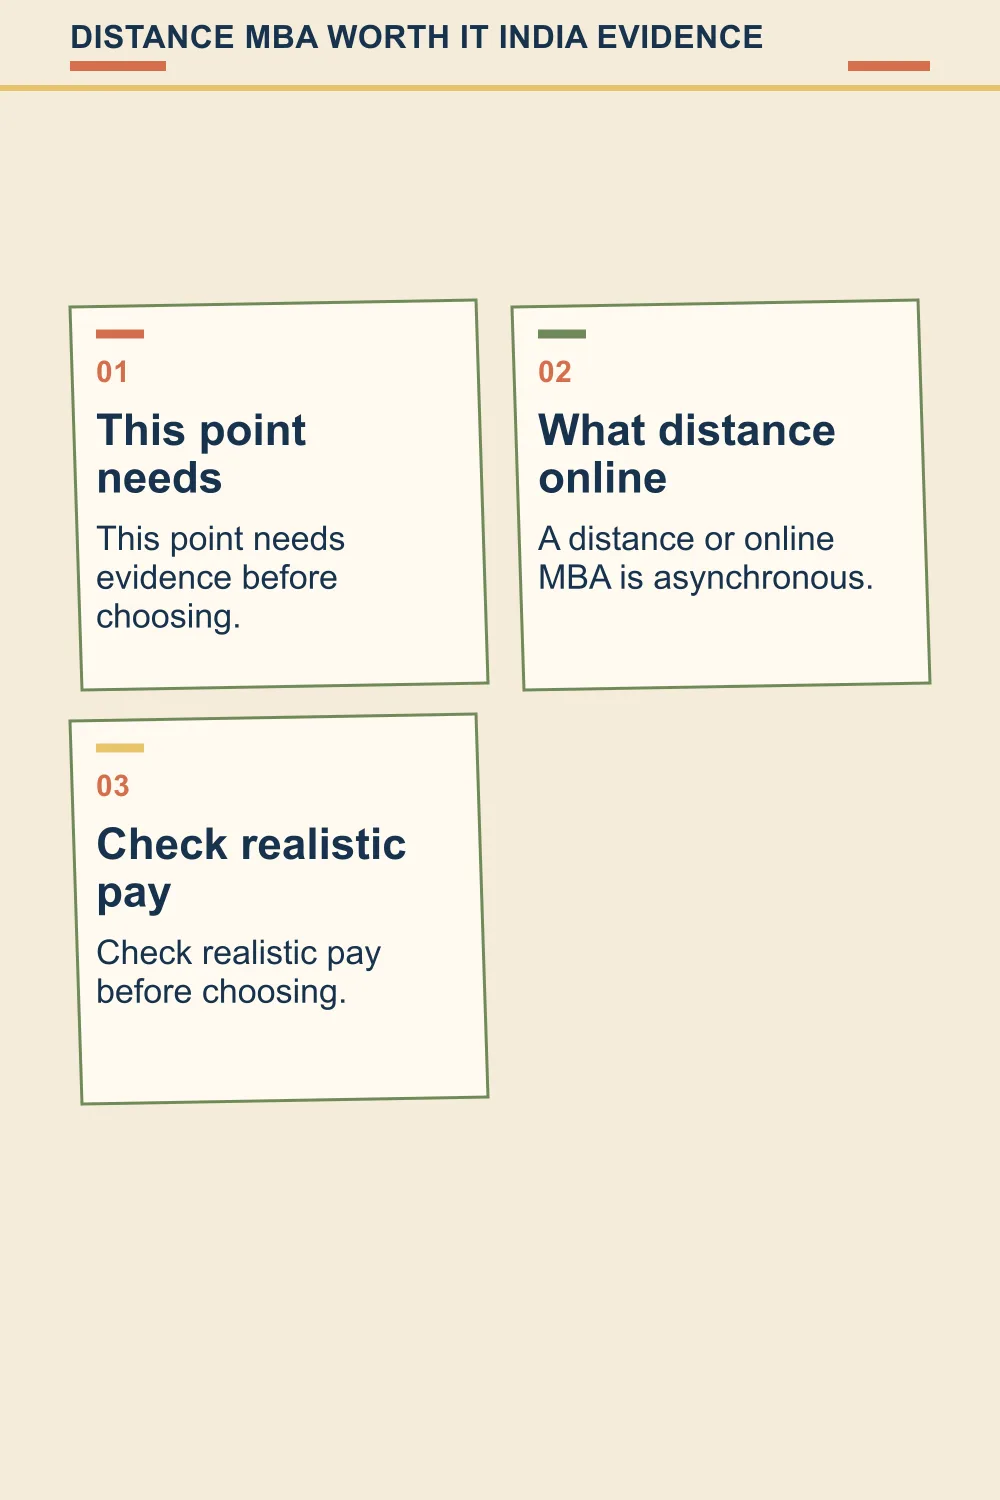 DISTANCE MBA WORTH IT INDIA EVIDENCE
01
This point
needs
This point needs
evidence before
choosing.
02
What distance
online
A distance or online
MBA is asynchronous.
03
Check realistic
pay
Check realistic pay
before choosing.